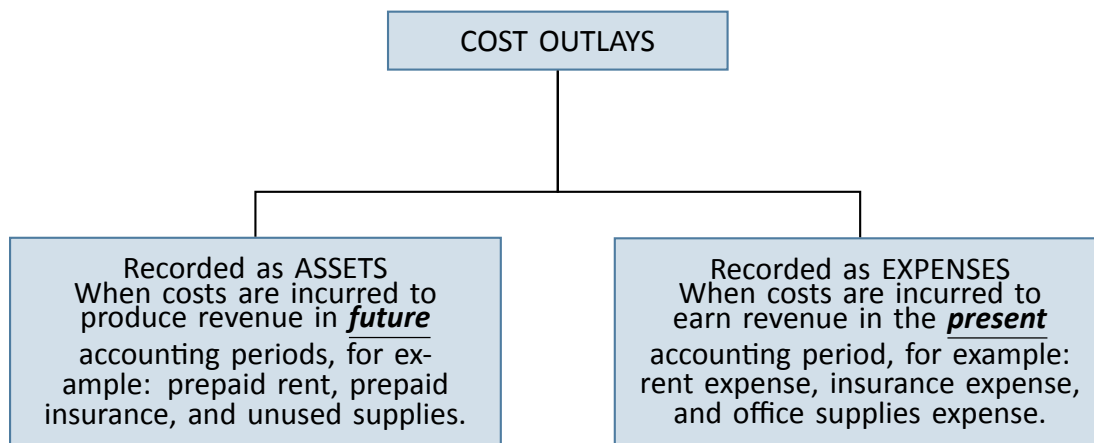 COST OUTLAYS
Recorded as ASSETS
When costs are incurred to
produce revenue in future
accounting periods, for ex-
ample: prepaid rent, prepaid
insurance, and unused supplies.
Recorded as EXPENSES
When costs are incurred to
earn revenue in the present
accounting period, for example:
rent expense, insurance expense,
and office supplies expense.